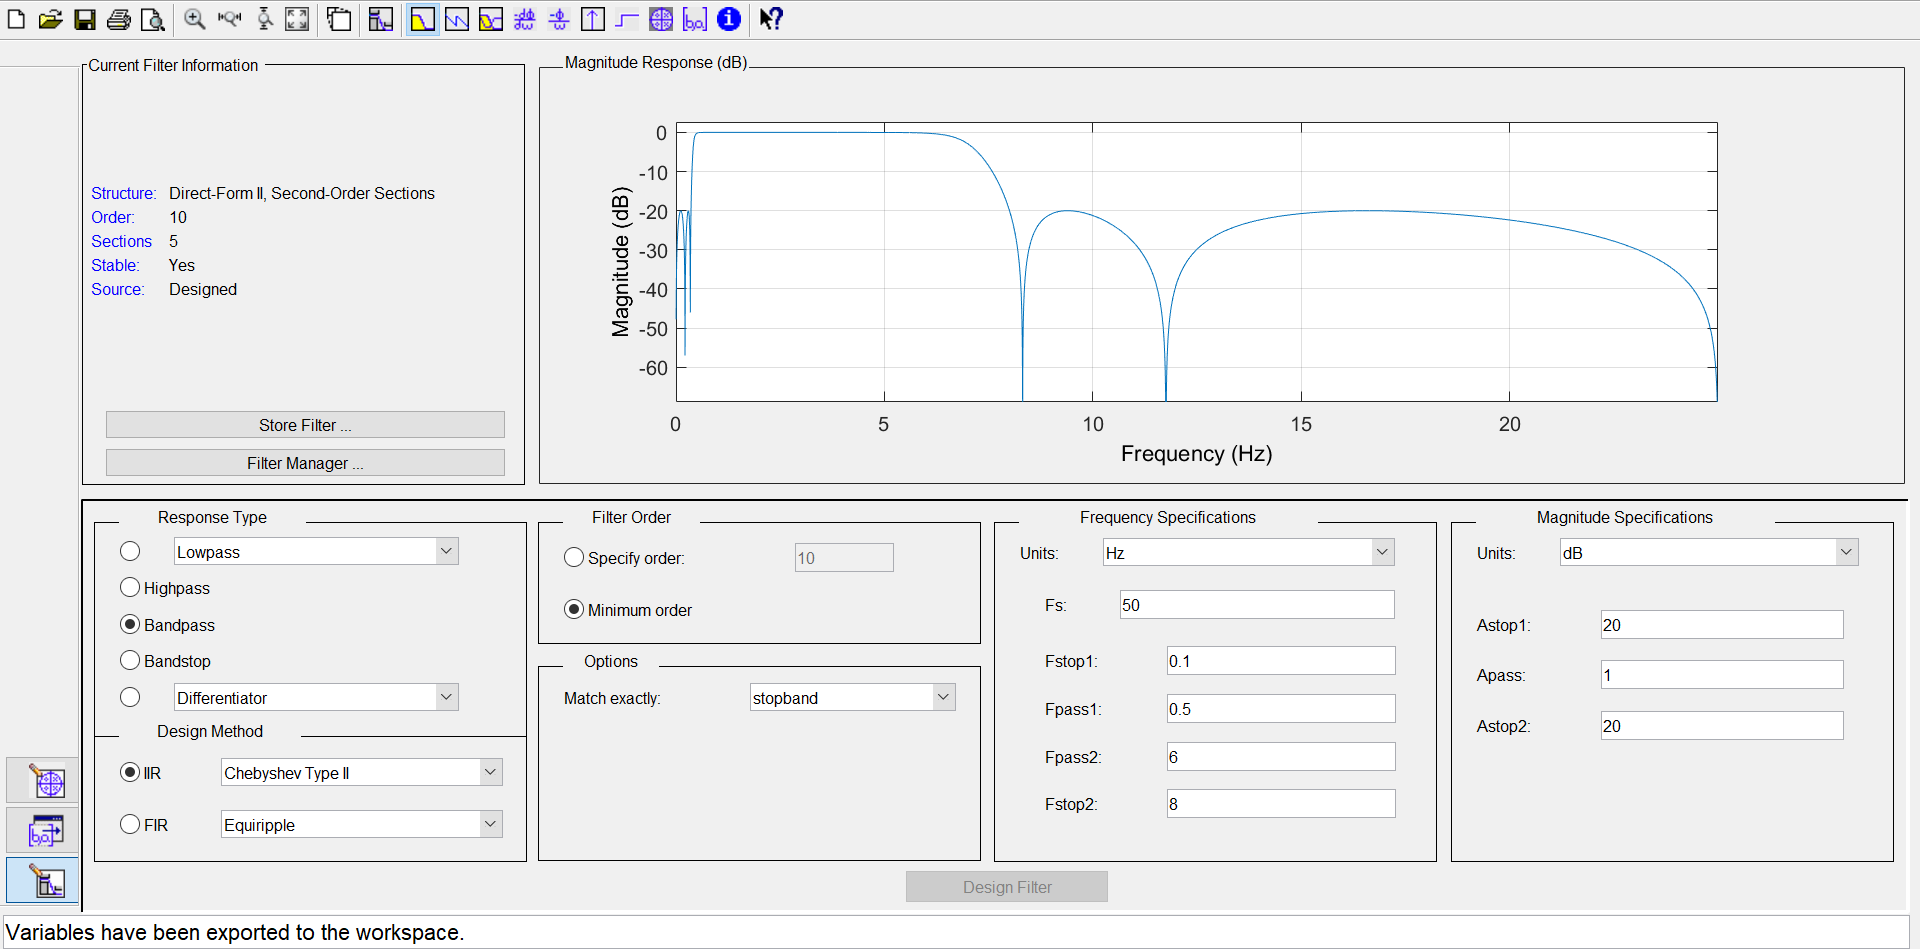 Current Filter Information
Structure: Direct-Form II, Second-Order Sections
Order: 10
Sections 5
Stable: Yes
Source: Designed
Store Filter ...
Filter Manager ...
Magnitude Response (dB)
0
-10
-20
-30
-40
-50
-60
Magnitude (dB)
0 5 10 15 20
Frequency (Hz)
Response Type
Lowpass
Highpass
Bandpass
Bandstop
Differentiator
Design Method
IIR Chebyshev Type II
FIR Equiripple
Filter Order
Specify order: 10
Minimum order
Options
Match exactly: stopband
Frequency Specifications
Units: Hz
Fs: 50
Fstop1: 0.1
Fpass1: 0.5
Fpass2: 6
Fstop2: 8
Magnitude Specifications
Units: dB
Astop1: 20
Apass: 1
Astop2: 20
Design Filter
Variables have been exported to the workspace.